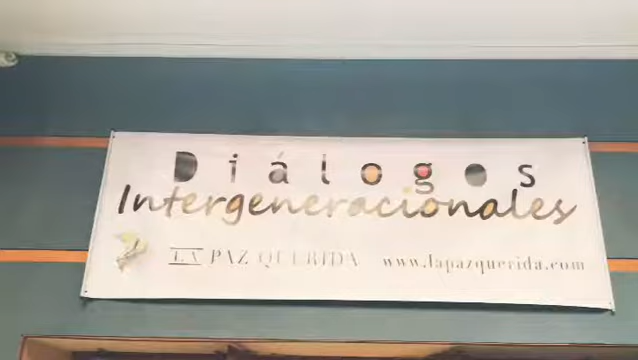 Diálogos
Intergeneracionales
LA PAZ QUERIDA www.lapazquerida.com